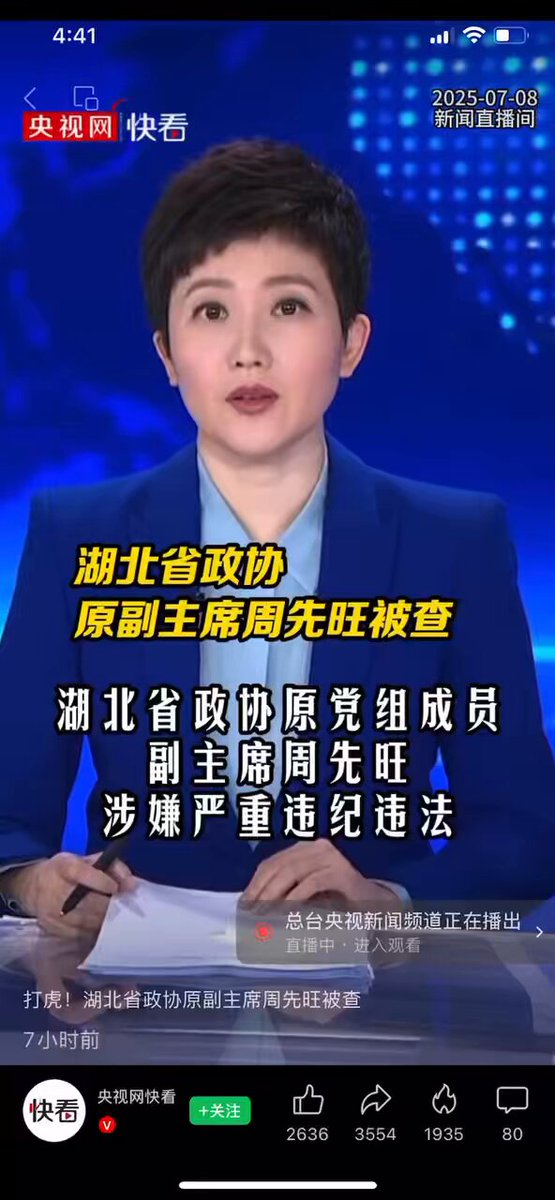 4:41
央视网 快看
2025-07-08
新闻直播间
湖北省政协
原副主席周先旺被查
湖北省政协原党组成员
副主席周先旺
涉嫌严重违纪违法
总台央视新闻频道正在播出
直播中·进入观看
打虎！湖北省政协原副主席周先旺被查
7小时前
快看
央视网快看
+关注
2636
3554
1935
80